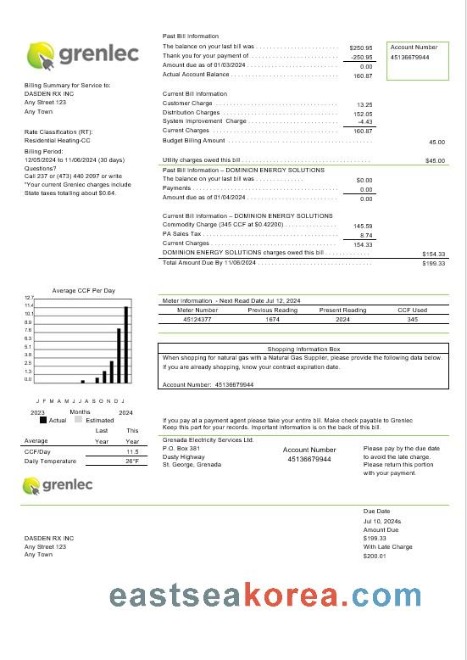 grenlec
Billing Summary for Service to:
DASDEN RX INC
Any Street 123
Any Town
Rate Classification (RT):
Residential Heating-CC
Billing Period:
12/05/2024 to 11/06/2024 (30 days)
Questions?
Call 237 or (473) 440 2097 or write
*Your current Grenlec charges include
State taxes totalling about $0.64.
Past Bill Information
The balance on your last bill was $250.95
Thank you for your payment of -250.95
Amount due as of 01/03/2024 0.00
Actual Account Balance 160.87
Account Number
45136679944
Current Bill Information
Customer Charge 13.25
Distribution Charges 152.05
System Improvement Charge -4.43
Current Charges 160.87
Budget Billing Amount 45.00
Utility charges owed this bill $45.00
Past Bill Information – DOMINION ENERGY SOLUTIONS
The balance on your last bill was $0.00
Payments 0.00
Amount due as of 01/04/2024 0.00
Current Bill Information – DOMINION ENERGY SOLUTIONS
Commodity Charge (345 CCF at $0.42200) 145.59
PA Sales Tax 8.74
Current Charges 154.33
DOMINION ENERGY SOLUTIONS charges owed this bill $154.33
Total Amount Due By 11/06/2024 $199.33
Average CCF Per Day
12.7
11.4
10.1
8.9
7.6
6.3
5.1
3.8
2.5
1.3
0.0
J F M A M J J A S O N D J
2023 Months 2024
Actual Estimated
Last This
Average Year Year
CCF/Day 11.5
Daily Temperature 26°F
Meter Information - Next Read Date Jul 12, 2024
Meter Number Previous Reading Present Reading CCF Used
45124377 1674 2024 345
Shopping Information Box
When shopping for natural gas with a Natural Gas Supplier, please provide the following data below.
If you are already shopping, know your contract expiration date.
Account Number: 45136679944
If you pay at a payment agent please take your entire bill. Make check payable to Grenlec
Keep this part for your records. Important information is on the back of this bill.
Grenada Electricity Services Ltd.
P.O. Box 381
Dusty Highway
St. George, Grenada
Account Number
45136679944
Please pay by the due date
to avoid the late charge.
Please return this portion
with your payment.
grenlec
Due Date
Jul 10, 2024s
Amount Due
$199.33
With Late Charge
$200.01
DASDEN RX INC
Any Street 123
Any Town
eastseakorea.com